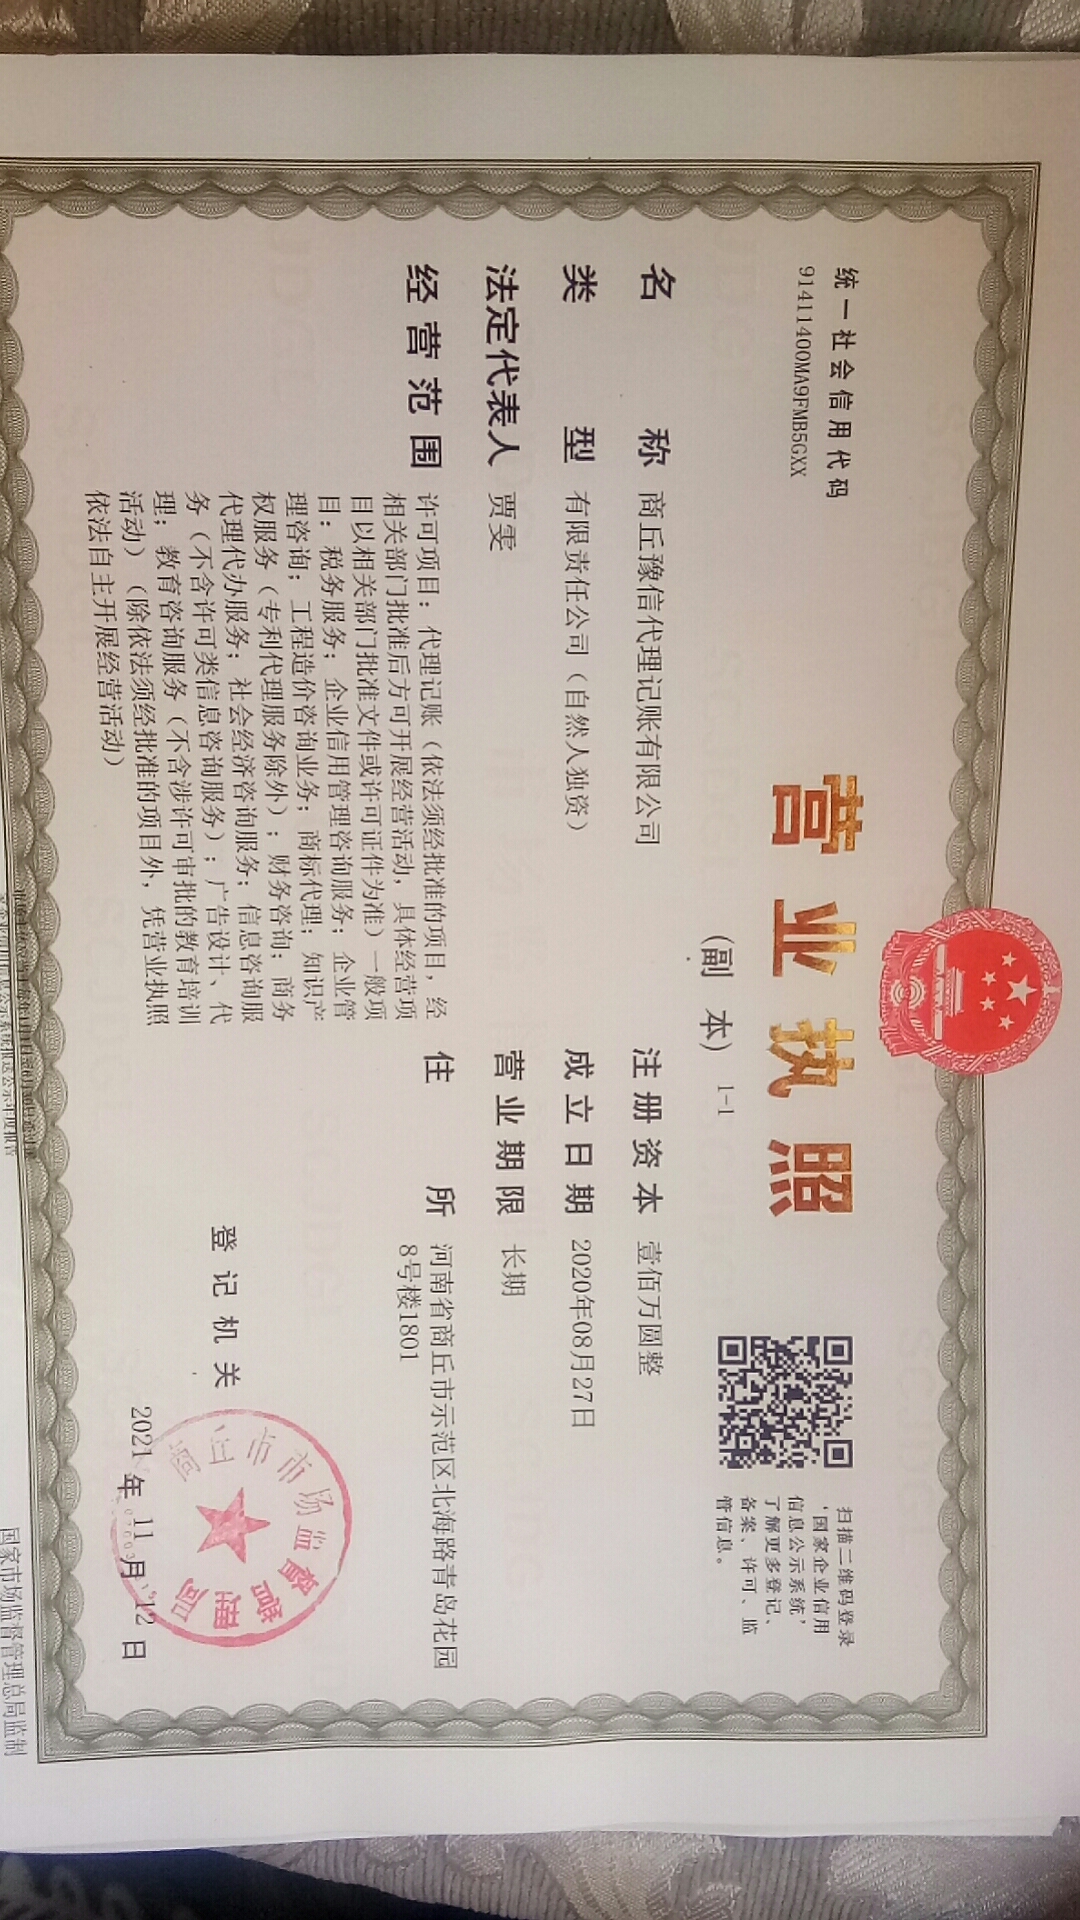 统一社会信用代码
91411400MA9FMB5GXX
营业执照
（副 本） 1-1
扫描二维码登录
‘国家企业信用
信息公示系统’
了解更多登记、
备案、许可、监
管信息。
名 称 商丘豫信代理记账有限公司
类 型 有限责任公司（自然人独资）
法定代表人 贾雯
经营范围 许可项目：代理记账（依法须经批准的项目，经
相关部门批准后方可开展经营活动，具体经营项
目以相关部门批准文件或许可证件为准）一般项
目：税务服务；企业信用管理咨询服务；企业管
理咨询；工程造价咨询业务；商标代理；知识产
权服务（专利代理服务除外）；财务咨询；商务
代理代办服务；社会经济咨询服务；信息咨询服
务（不含许可类信息咨询服务）；广告设计、代
理；教育咨询服务（不含涉许可审批的教育培训
活动）（除依法须经批准的项目外，凭营业执照
依法自主开展经营活动）
注册资本 壹佰万圆整
成立日期 2020年08月27日
营业期限 长期
住 所 河南省商丘市示范区北海路青岛花园
8号楼1801
登记机关
商丘市市场监督管理局
2021年11月12日
国家市场监督管理总局监制